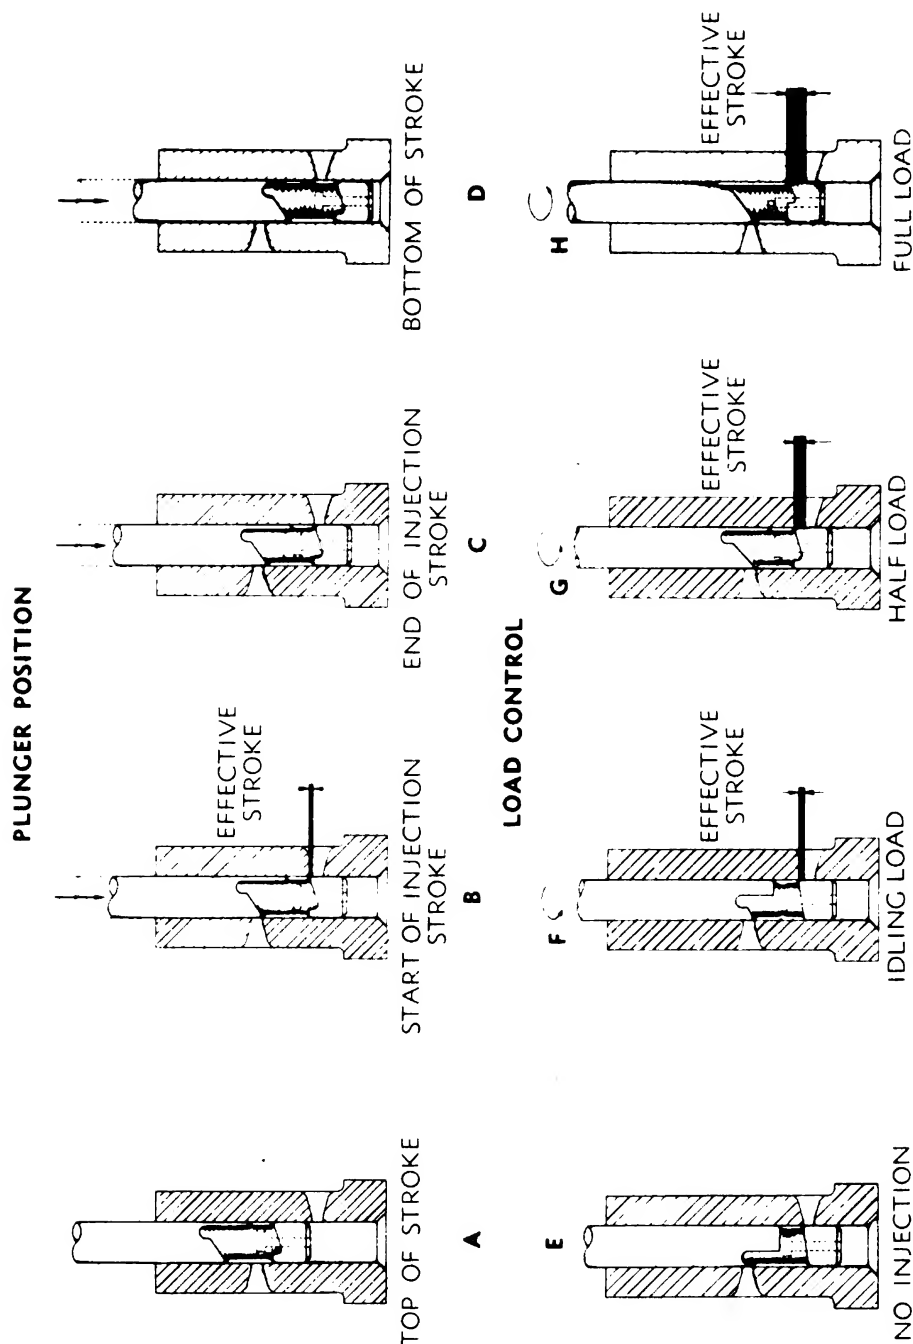 PLUNGER POSITION
EFFECTIVE
STROKE
TOP OF STROKE
START OF INJECTION
STROKE
END OF INJECTION
STROKE
BOTTOM OF STROKE
A
B
C
D
LOAD CONTROL
E
F
G
H
EFFECTIVE
STROKE
EFFECTIVE
STROKE
EFFECTIVE
STROKE
NO INJECTION
IDLING LOAD
HALF LOAD
FULL LOAD